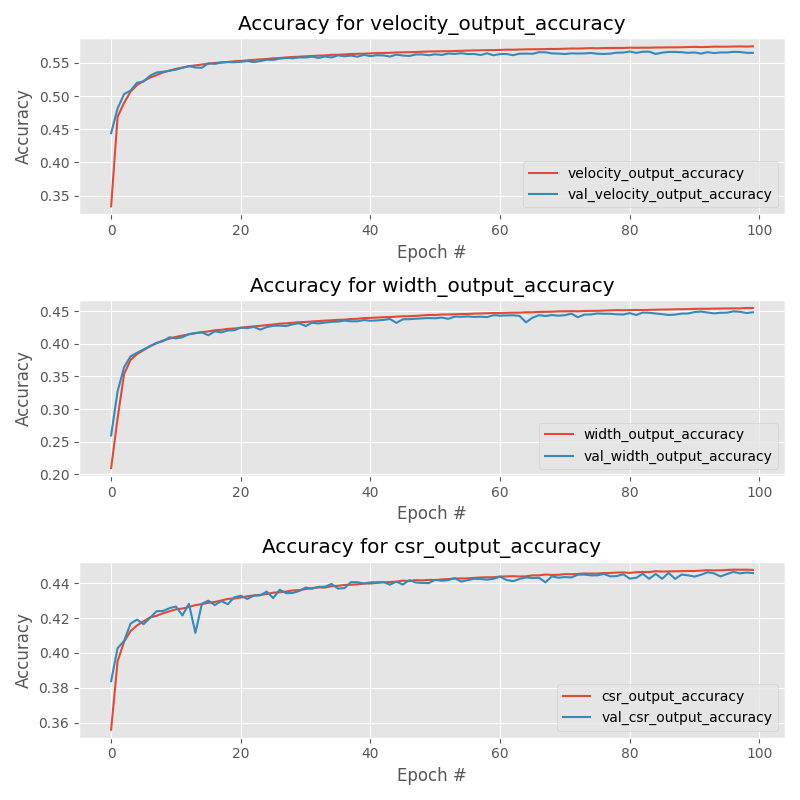 Accuracy for velocity_output_accuracy
0.55
0.50
0.45
0.40
0.35
Accuracy
velocity_output_accuracy
val_velocity_output_accuracy
0 20 40 60 80 100
Epoch #
Accuracy for width_output_accuracy
0.45
0.40
0.35
0.30
0.25
0.20
Accuracy
width_output_accuracy
val_width_output_accuracy
0 20 40 60 80 100
Epoch #
Accuracy for csr_output_accuracy
0.44
0.42
0.40
0.38
0.36
Accuracy
csr_output_accuracy
val_csr_output_accuracy
0 20 40 60 80 100
Epoch #